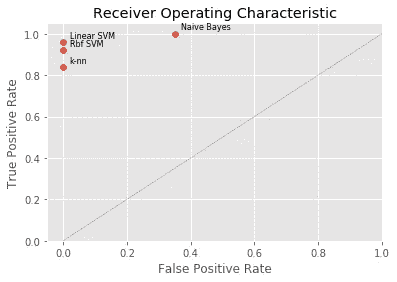 Receiver Operating Characteristic
Naive Bayes
Linear SVM
Rbf SVM
k-nn
1.0
0.8
0.6
0.4
0.2
0.0
True Positive Rate
0.0 0.2 0.4 0.6 0.8 1.0
False Positive Rate